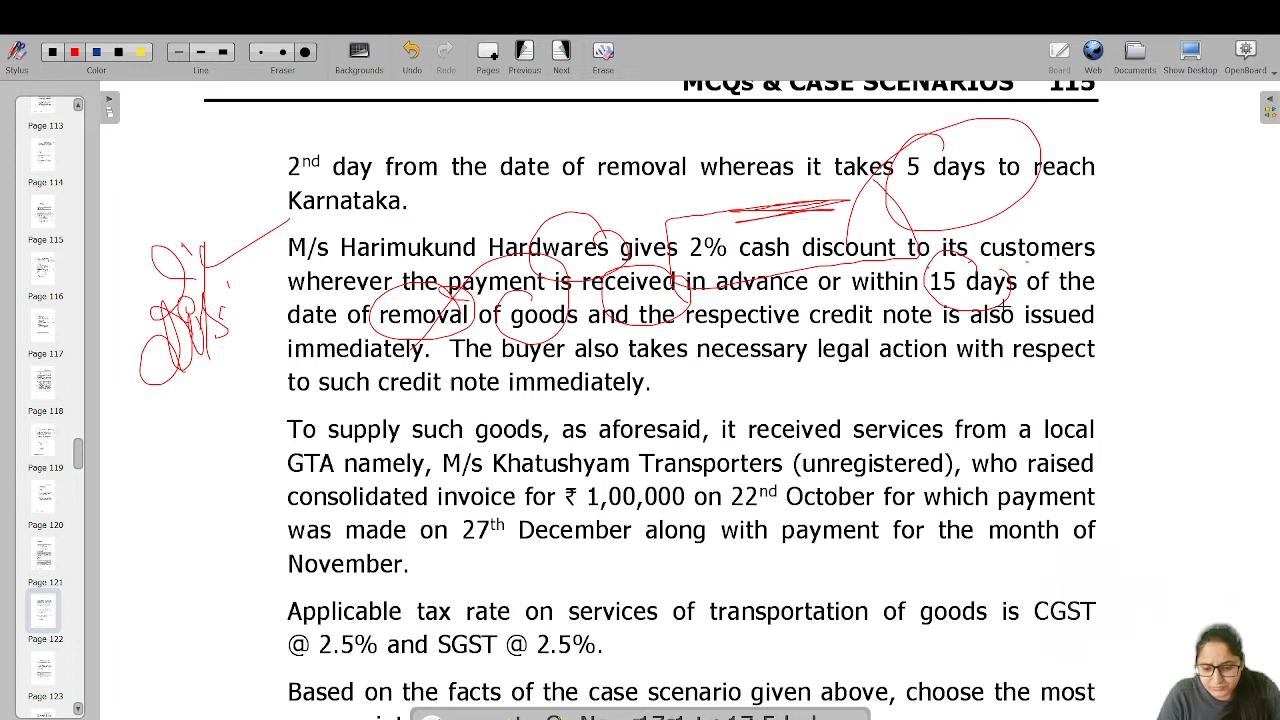 Stylus
Color
Line
Eraser
Backgrounds
Undo
Redo
Pages
Previous
Next
Erase
Board
Web
Documents
Show Desktop
OpenBoard
Page 113
Page 114
Page 115
Page 116
Page 117
Page 118
Page 119
Page 120
Page 121
Page 122
Page 123
MCQs & CASE SCENARIOS 115
2nd day from the date of removal whereas it takes 5 days to reach
Karnataka.
M/s Harimukund Hardwares gives 2% cash discount to its customers
wherever the payment is received in advance or within 15 days of the
date of removal of goods and the respective credit note is also issued
immediately. The buyer also takes necessary legal action with respect
to such credit note immediately.
To supply such goods, as aforesaid, it received services from a local
GTA namely, M/s Khatushyam Transporters (unregistered), who raised
consolidated invoice for ₹ 1,00,000 on 22nd October for which payment
was made on 27th December along with payment for the month of
November.
Applicable tax rate on services of transportation of goods is CGST
@ 2.5% and SGST @ 2.5%.
Based on the facts of the case scenario given above, choose the most